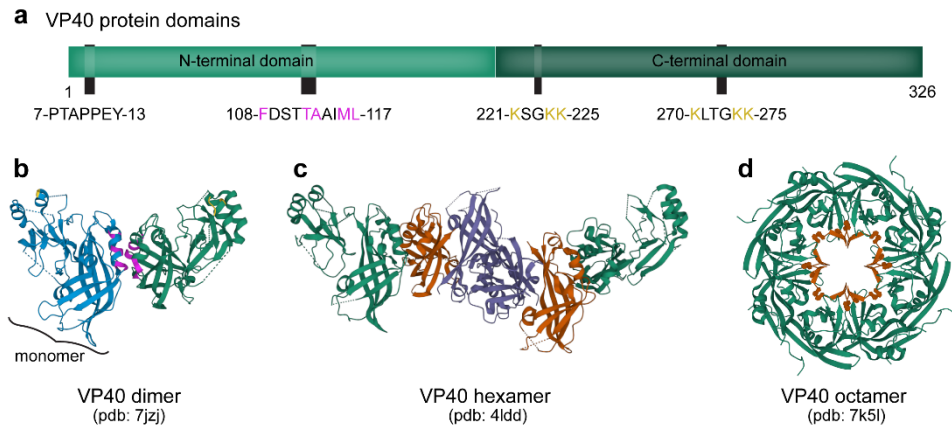 a VP40 protein domains
N-terminal domain C-terminal domain
1 326
7-PTAPPEY-13 108-FDSTTAAIML-117 221-KSGKK-225 270-KLTGKK-275
b c d
monomer
VP40 dimer VP40 hexamer VP40 octamer
(pdb: 7jzj) (pdb: 4ldd) (pdb: 7k5l)